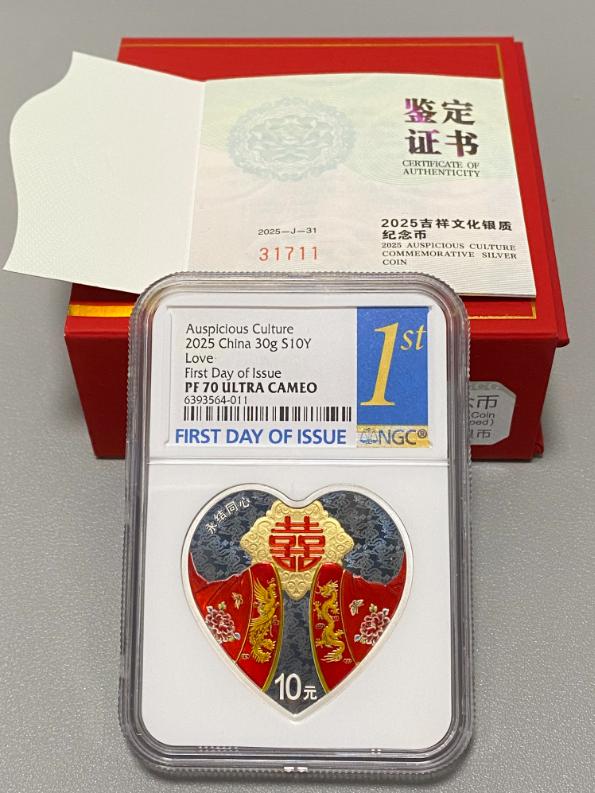 鉴定
证书
CERTIFICATE OF
AUTHENTICITY
2025-J-31
31711
2025吉祥文化银质
纪念币
2025 AUSPICIOUS CULTURE
COMMEMORATIVE SILVER
COIN
Auspicious Culture
2025 China 30g S10Y
Love
First Day of Issue
PF 70 ULTRA CAMEO
6393564-011
1st
FIRST DAY OF ISSUE
NGC®
币
Coin
币
永结同心
囍
10元